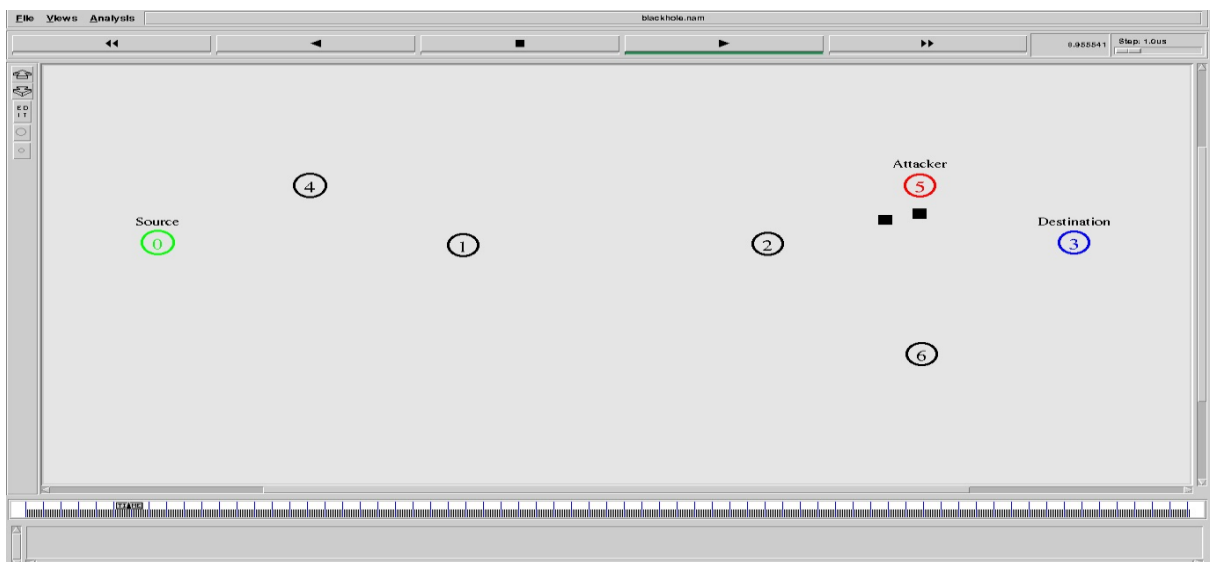 File Views Analysis blackhole.nam
0.955541 Step: 1.0us
ED
IT
Attacker
4
5
Source
Destination
0
1
2
3
6
TIME